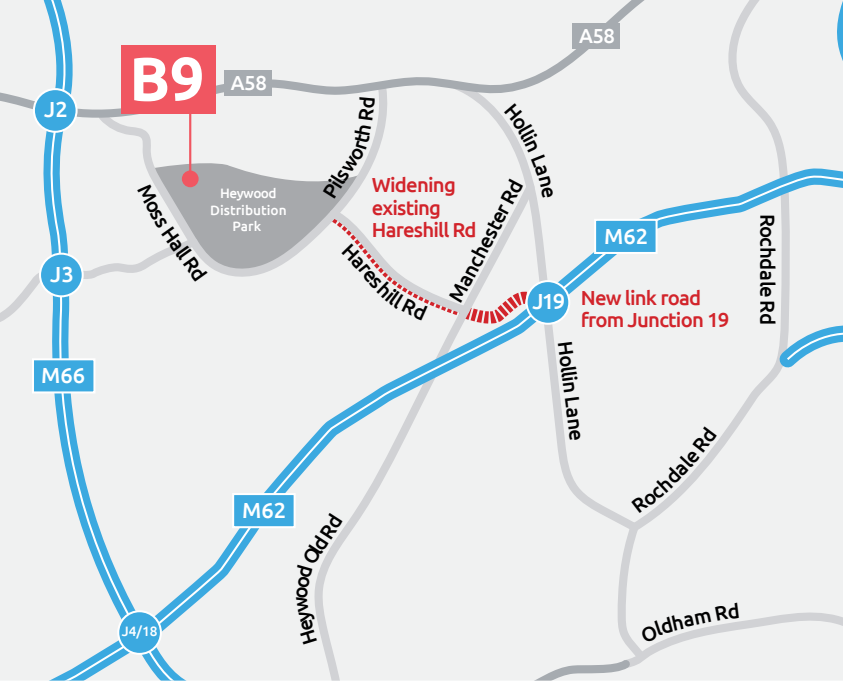 A58
B9
A58
J2
Pilsworth Rd
Hollin Lane
Widening
existing
Hareshill Rd
Heywood
Distribution
Park
Moss Hall Rd
Manchester Rd
M62
Rochdale Rd
Hareshill Rd
J3
J19
New link road
from Junction 19
M66
Hollin Lane
Rochdale Rd
M62
Heywood Old Rd
J4/18
Oldham Rd